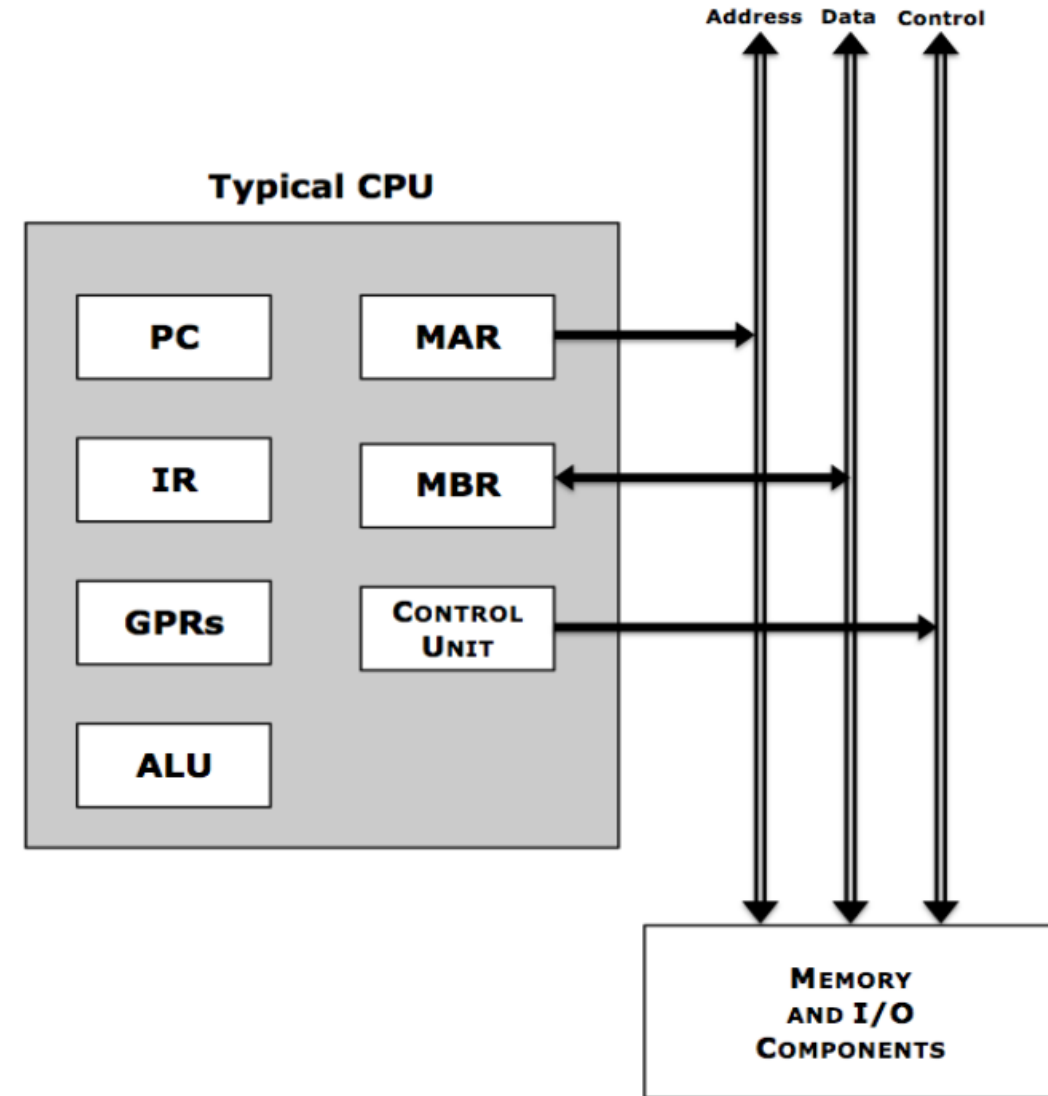 Address Data Control
Typical CPU
PC
MAR
IR
MBR
GPRs
CONTROL
UNIT
ALU
MEMORY
AND I/O
COMPONENTS